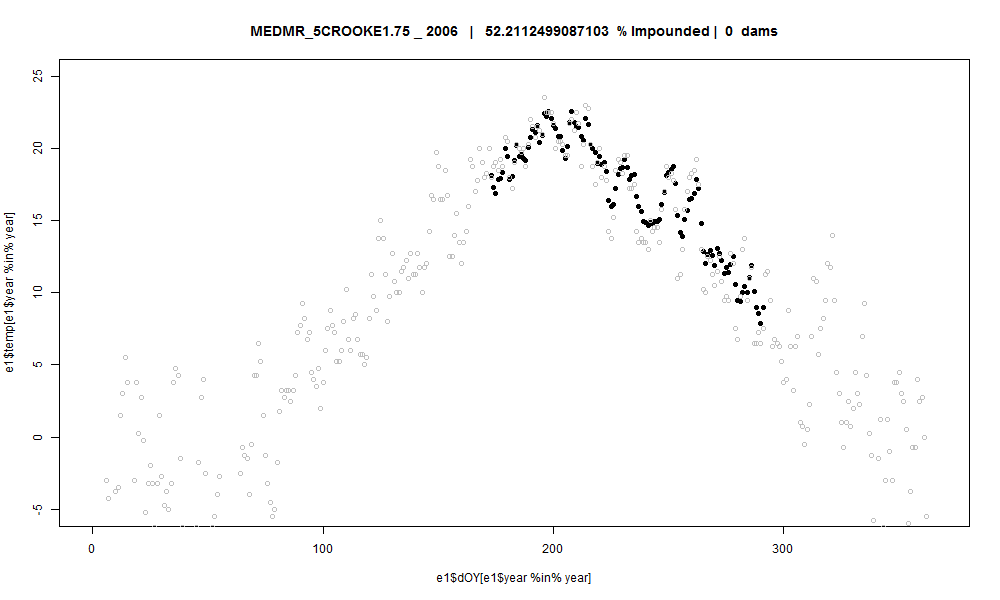 MEDMR_5CROOKE1.75 _ 2006 | 52.2112499087103 % Impounded | 0 dams
e1$temp[e1$year %in% year]
25
20
15
10
5
0
-5
0 100 200 300
e1$dOY[e1$year %in% year]